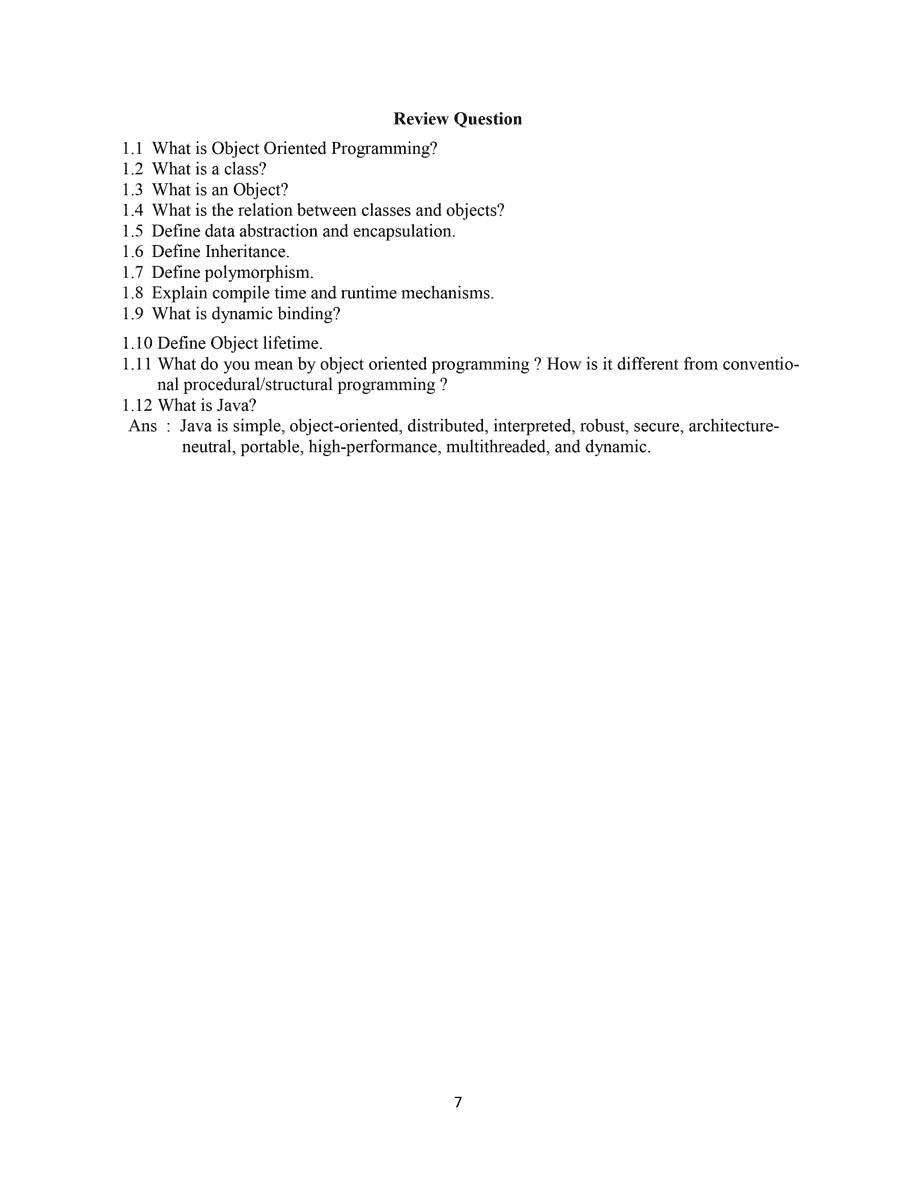 Review Question
1.1 What is Object Oriented Programming?
1.2 What is a class?
1.3 What is an Object?
1.4 What is the relation between classes and objects?
1.5 Define data abstraction and encapsulation.
1.6 Define Inheritance.
1.7 Define polymorphism.
1.8 Explain compile time and runtime mechanisms.
1.9 What is dynamic binding?
1.10 Define Object lifetime.
1.11 What do you mean by object oriented programming ? How is it different from conventio-
nal procedural/structural programming ?
1.12 What is Java?
Ans : Java is simple, object-oriented, distributed, interpreted, robust, secure, architecture-
neutral, portable, high-performance, multithreaded, and dynamic.
7